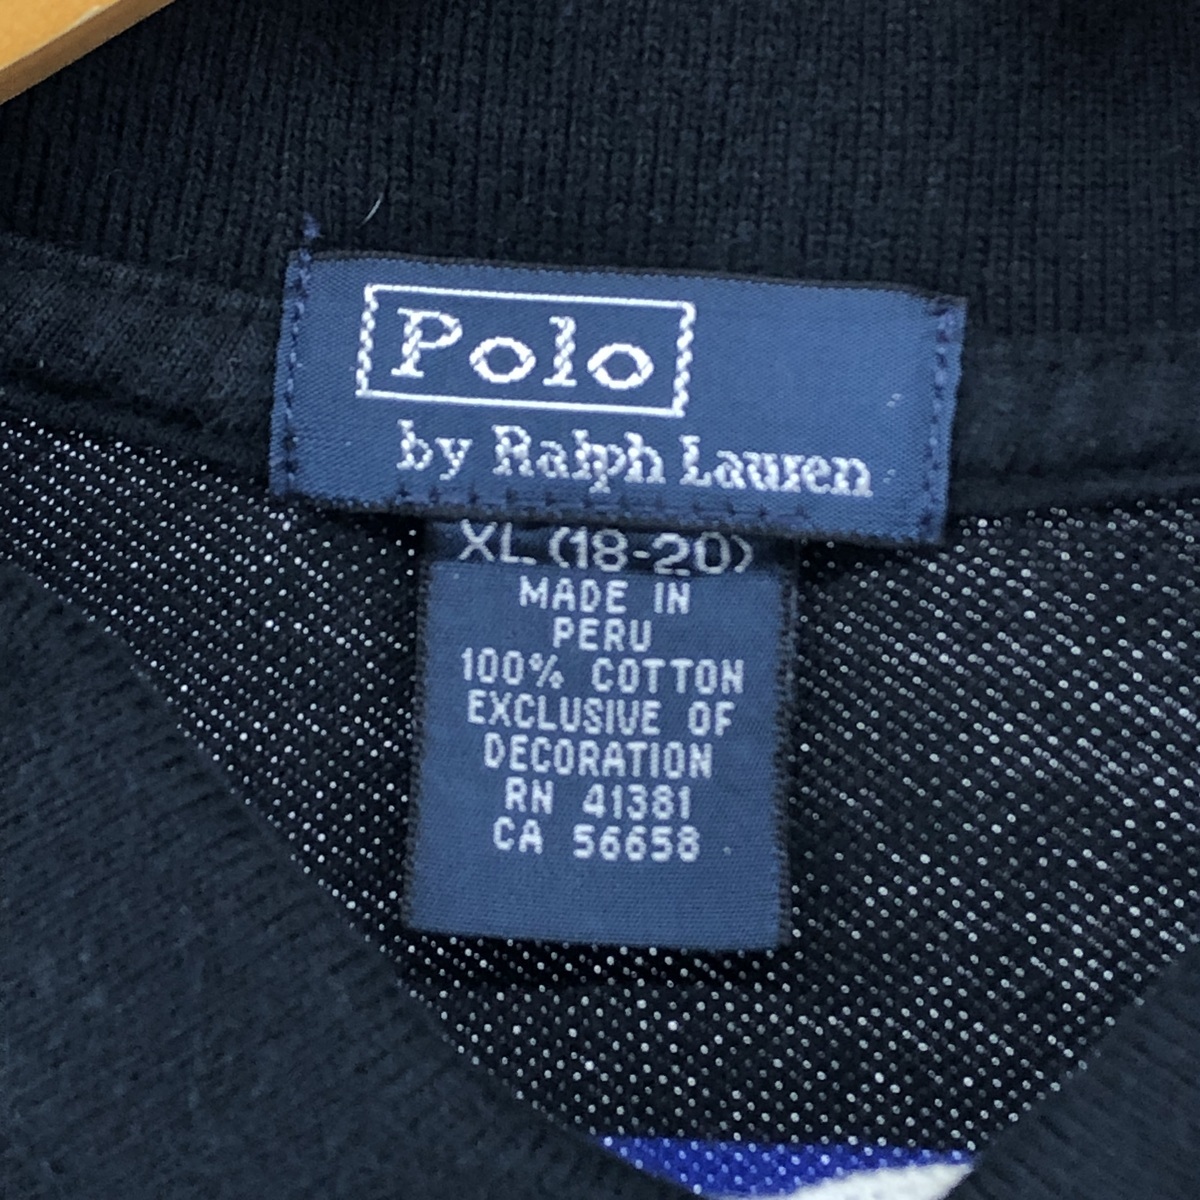 Polo
by Ralph Lauren
XL (18-20)
MADE IN
PERU
100% COTTON
EXCLUSIVE OF
DECORATION
RN 41381
CA 56658